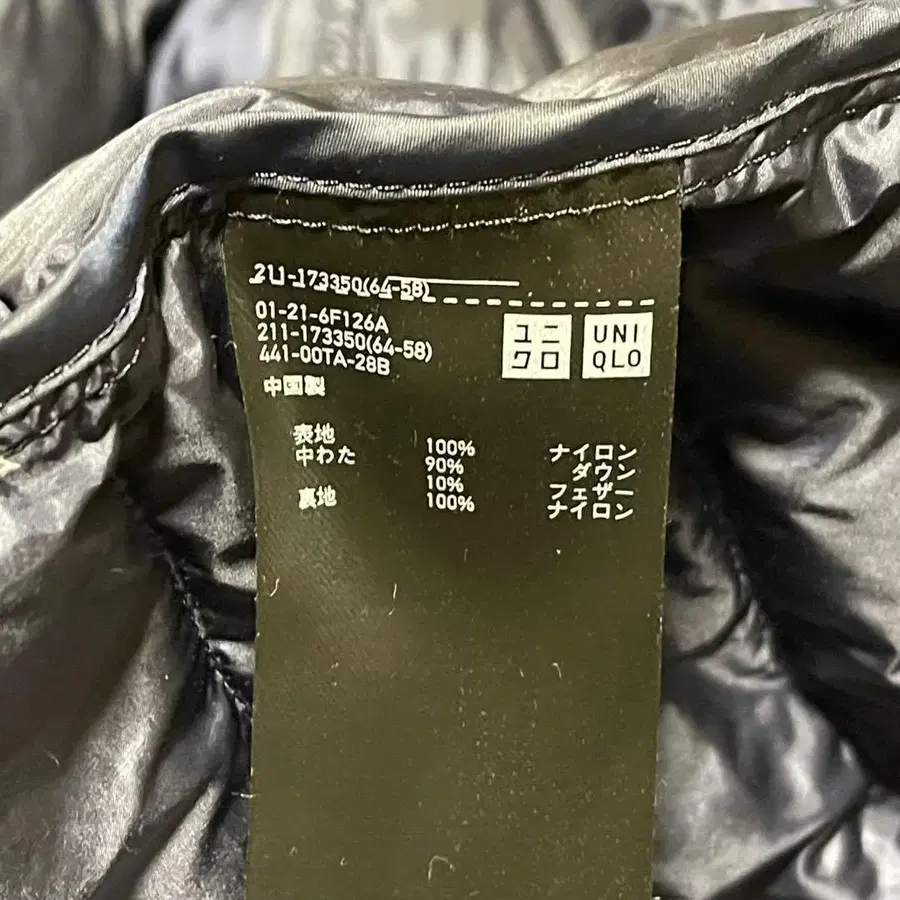 211-173350(64-58)
01-21-6F126A
211-173350(64-58)
441-00TA-28B
中国製
ユニ
クロ
UNI
QLO
表地 100% ナイロン
中わた 90% ダウン
10% フェザー
裏地 100% ナイロン